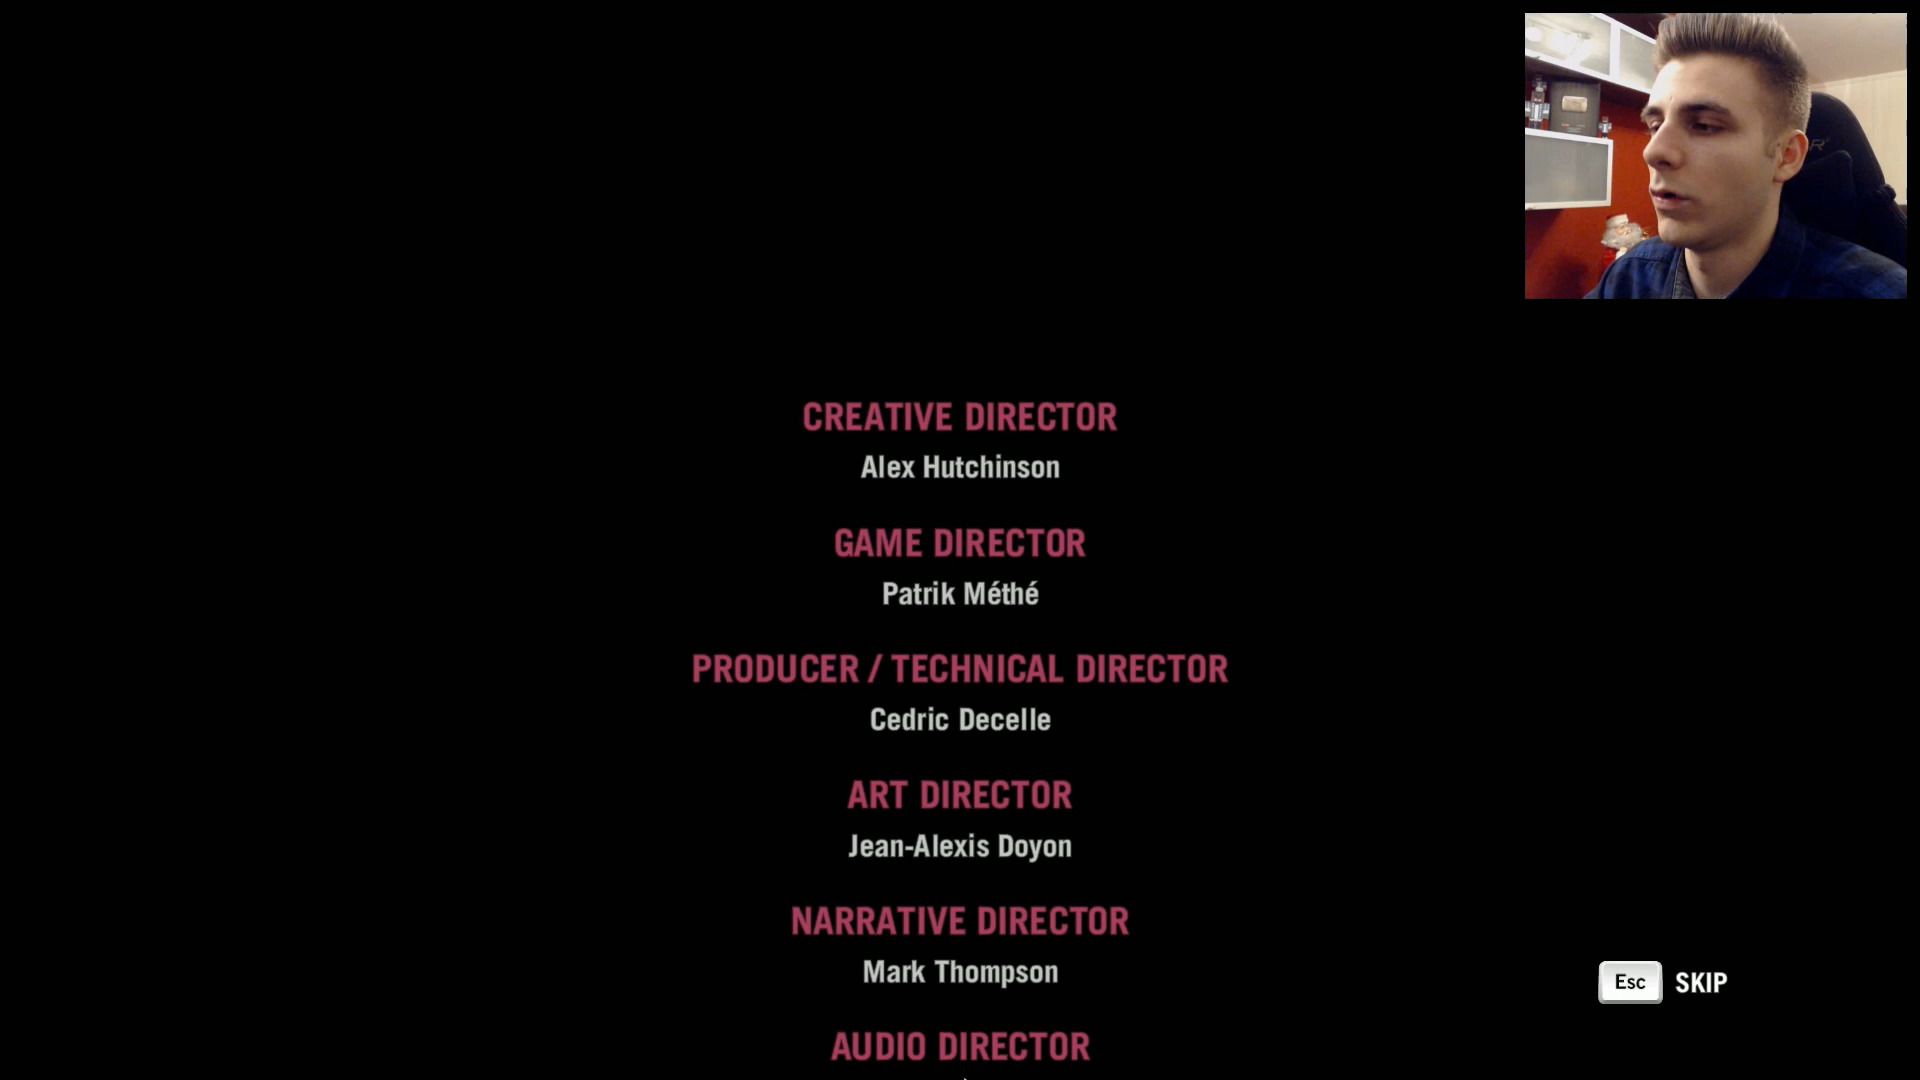 CREATIVE DIRECTOR
Alex Hutchinson
GAME DIRECTOR
Patrik Méthé
PRODUCER / TECHNICAL DIRECTOR
Cedric Decelle
ART DIRECTOR
Jean-Alexis Doyon
NARRATIVE DIRECTOR
Mark Thompson
Esc SKIP
AUDIO DIRECTOR